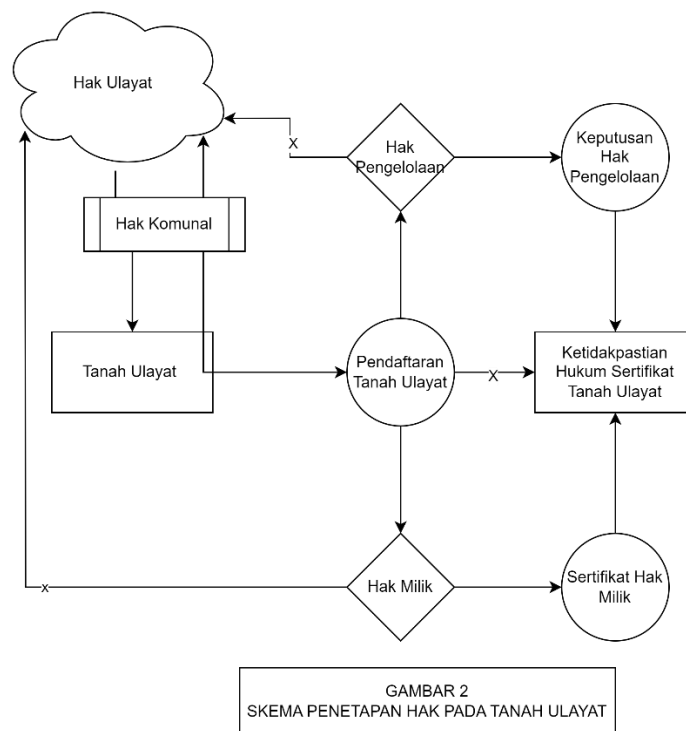 Hak Ulayat
X
Hak
Pengelolaan
Keputusan
Hak
Pengelolaan
Hak Komunal
Tanah Ulayat
Pendaftaran
Tanah Ulayat
X
Ketidakpastian
Hukum Sertifikat
Tanah Ulayat
x
Hak Milik
Sertifikat Hak
Milik
GAMBAR 2
SKEMA PENETAPAN HAK PADA TANAH ULAYAT